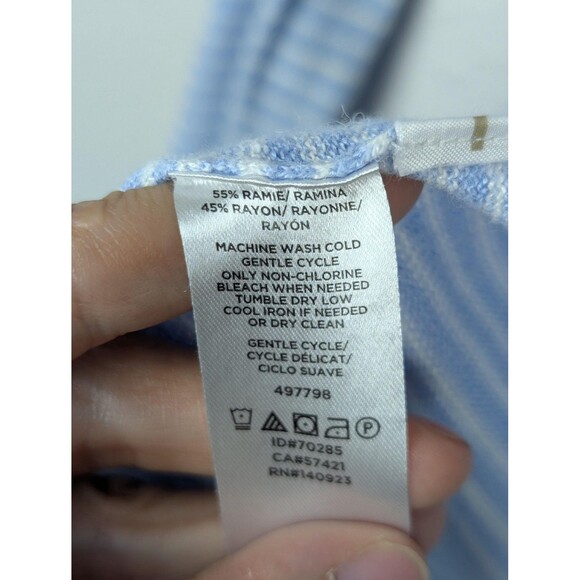 55% RAMIE/ RAMINA
45% RAYON/ RAYONNE/
RAYÓN
MACHINE WASH COLD
GENTLE CYCLE
ONLY NON-CHLORINE
BLEACH WHEN NEEDED
TUMBLE DRY LOW
COOL IRON IF NEEDED
OR DRY CLEAN
GENTLE CYCLE/
CYCLE DÉLICAT/
CICLO SUAVE
497798
P
ID#70285
CA#57421
RN#140923